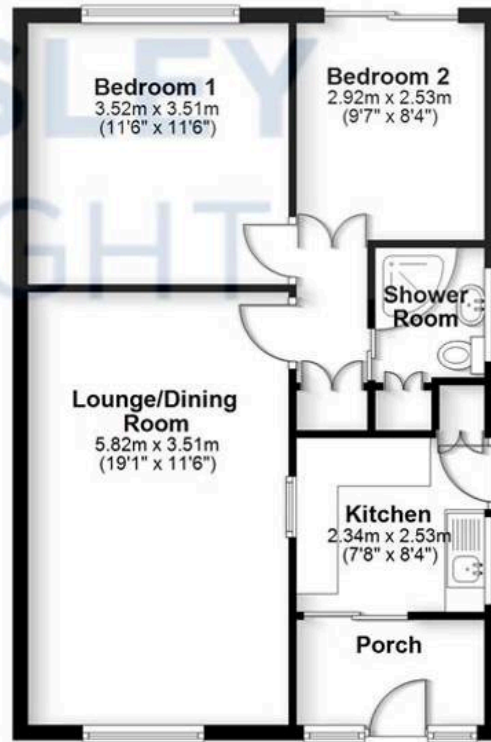 SLEY
GHT
Bedroom 1
3.52m x 3.51m
(11'6" x 11'6")
Bedroom 2
2.92m x 2.53m
(9'7" x 8'4")
Shower
Room
Lounge/Dining
Room
5.82m x 3.51m
(19'1" x 11'6")
Kitchen
2.34m x 2.53m
(7'8" x 8'4")
Porch